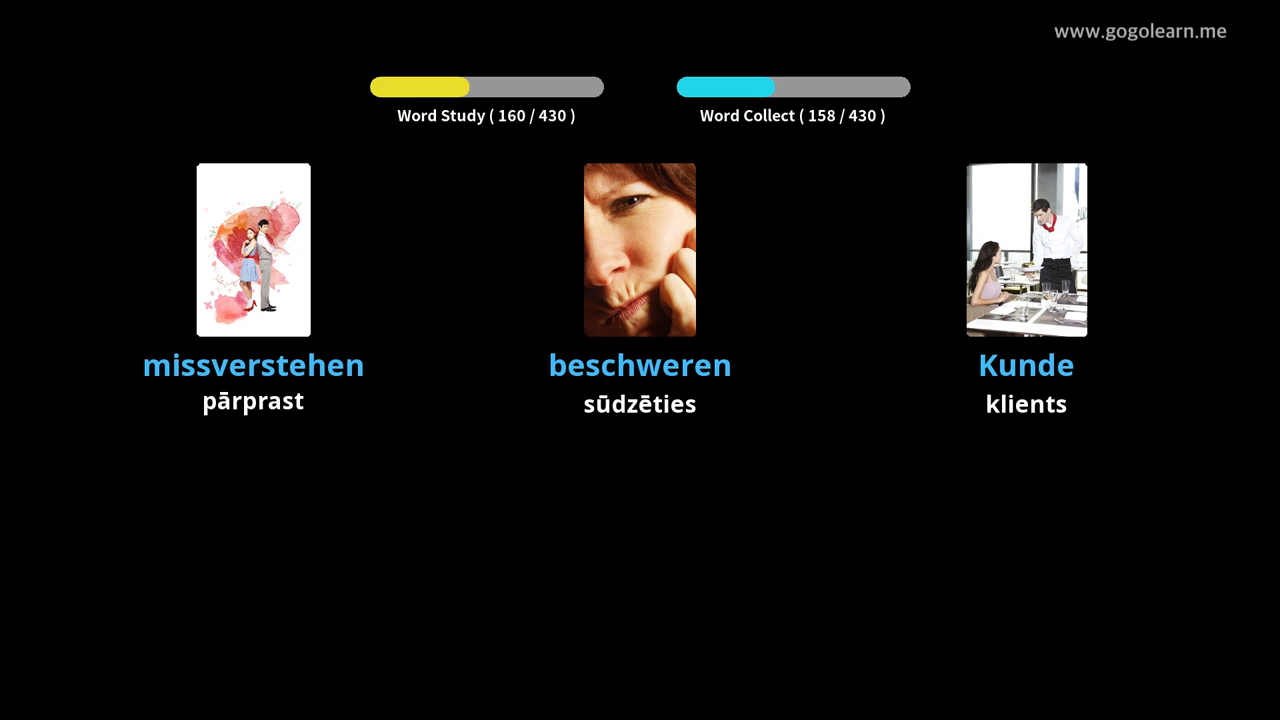 www.gogolearn.me
Word Study ( 160 / 430 )
Word Collect ( 158 / 430 )
missverstehen
pārprast
beschweren
sūdzēties
Kunde
klients